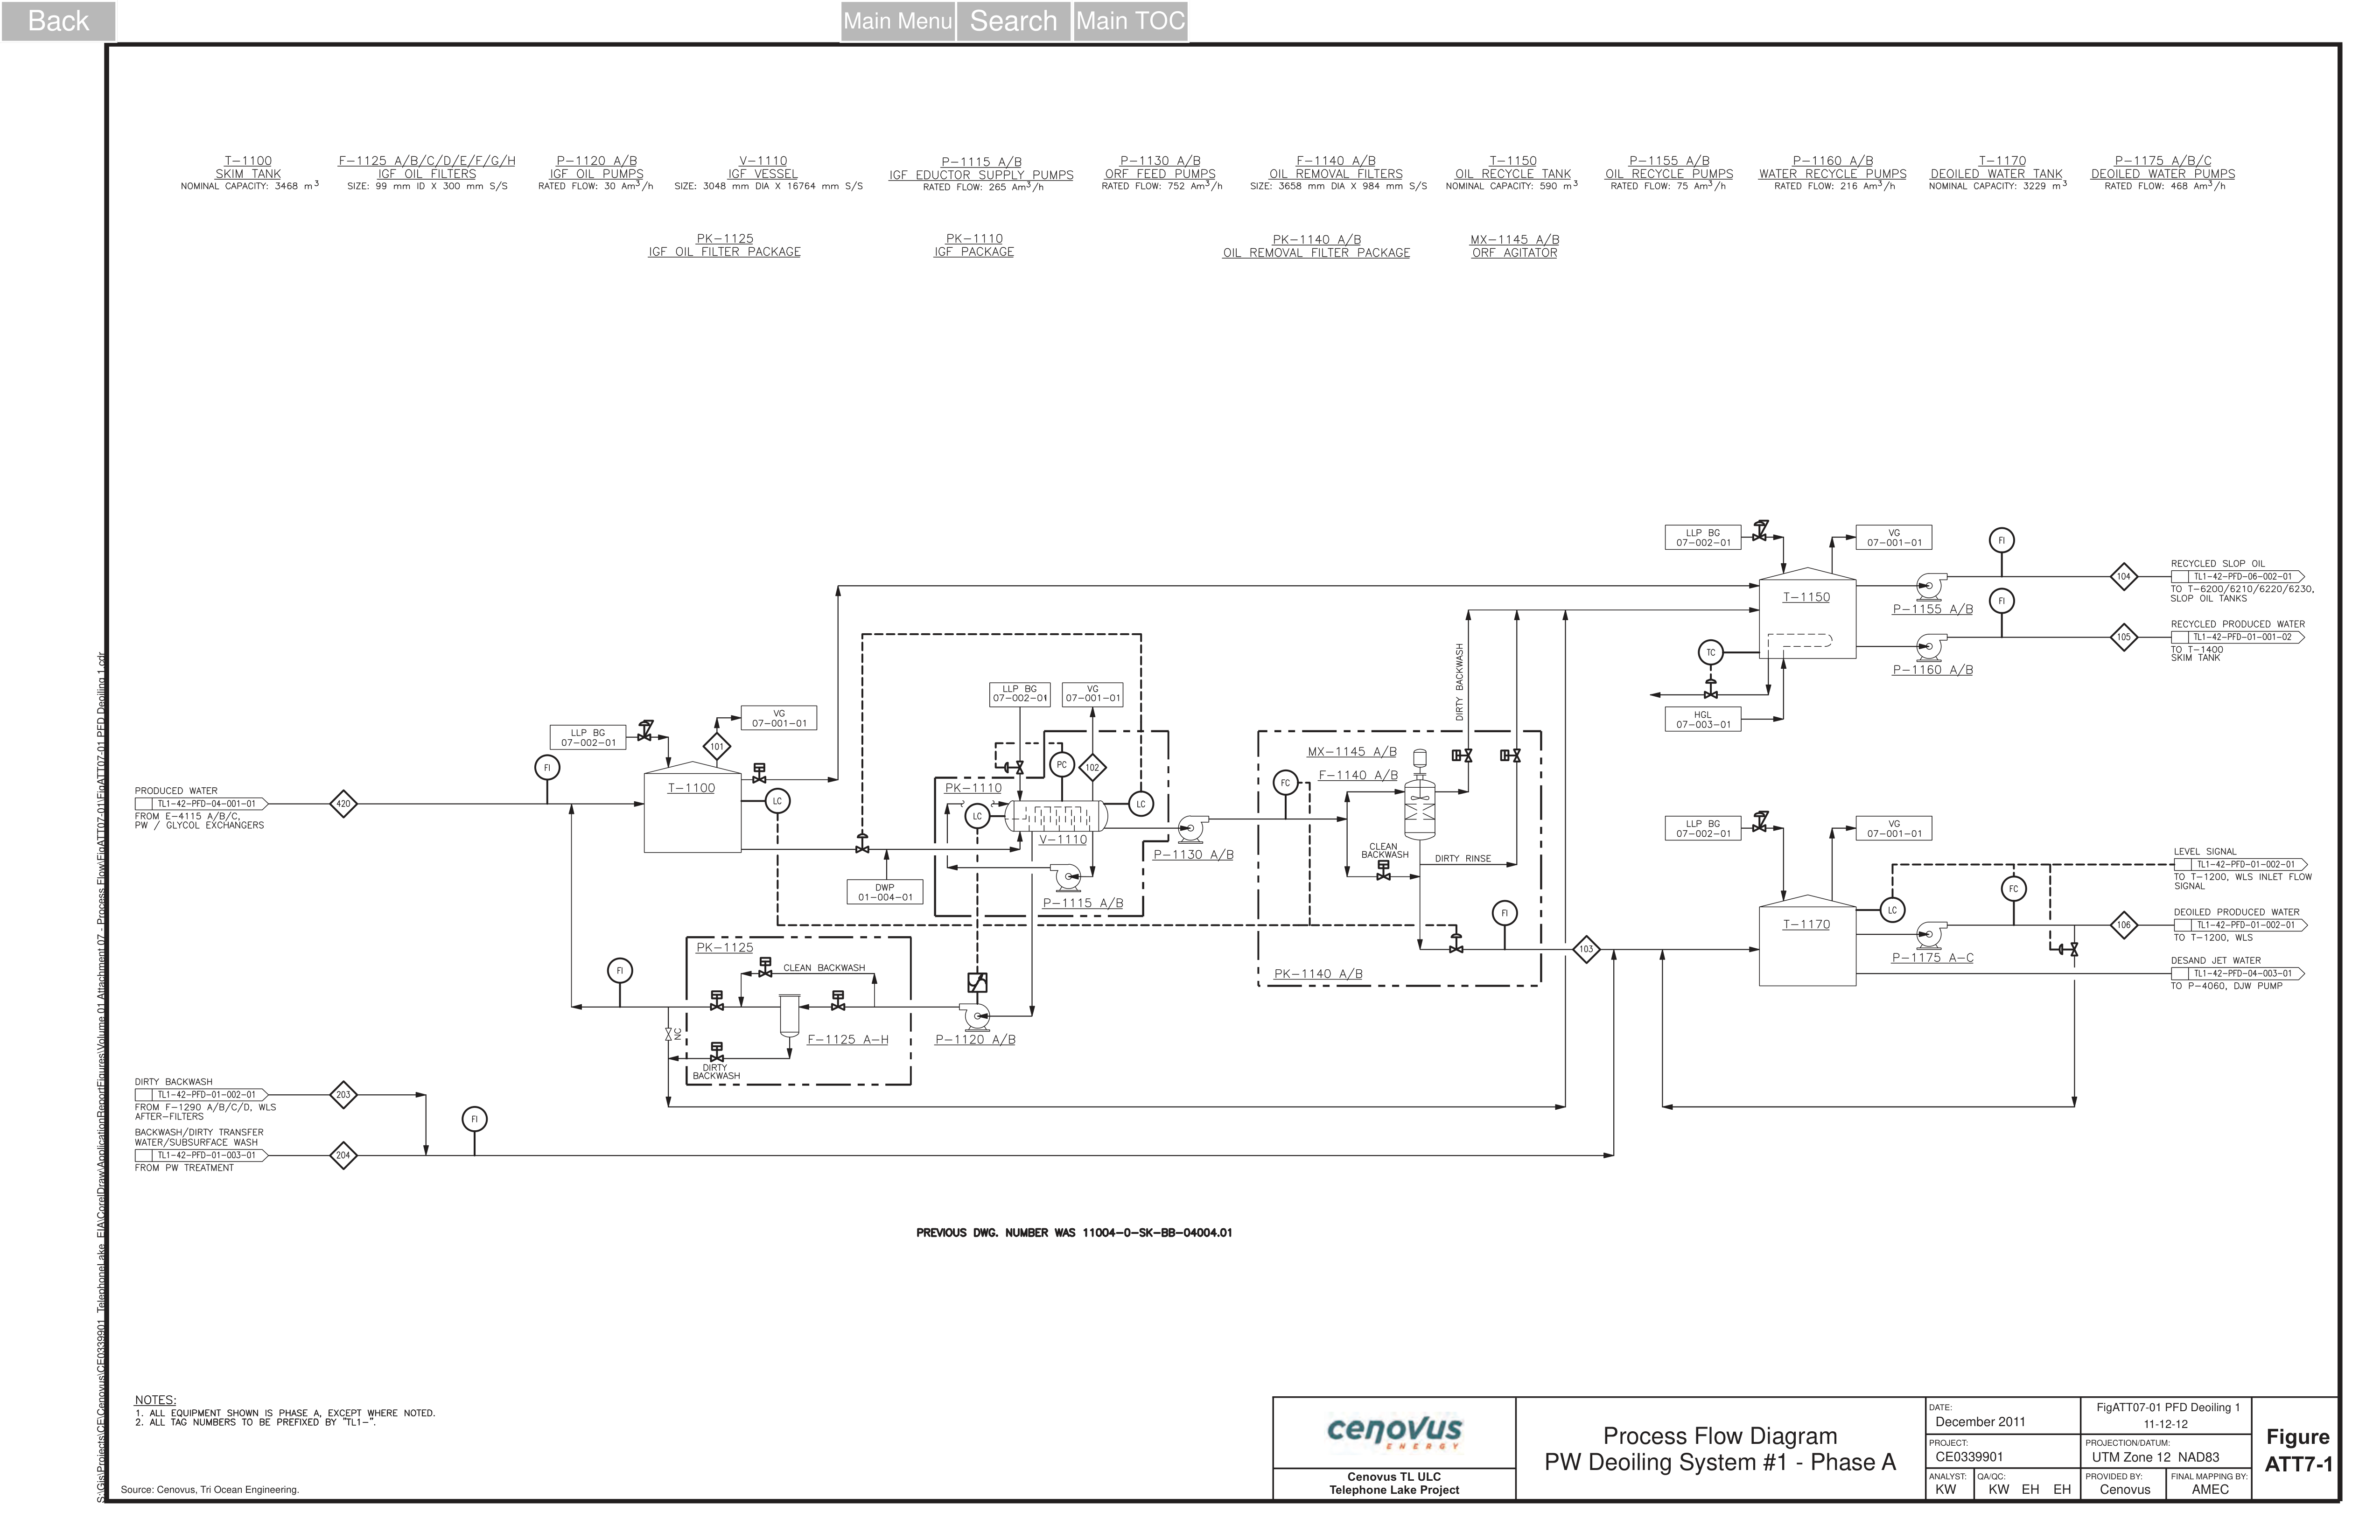 Back
Main Menu
Search
Main TOC
T-1100
SKIM TANK
NOMINAL CAPACITY: 3468 m³
F-1125 A/B/C/D/E/F/G/H
IGF OIL FILTERS
SIZE: 99 mm ID X 300 mm S/S
P-1120 A/B
IGF OIL PUMPS
RATED FLOW: 30 Am³/h
V-1110
IGF VESSEL
SIZE: 3048 mm DIA X 16764 mm S/S
P-1115 A/B
IGF EDUCTOR SUPPLY PUMPS
RATED FLOW: 265 Am³/h
P-1130 A/B
ORF FEED PUMPS
RATED FLOW: 752 Am³/h
F-1140 A/B
OIL REMOVAL FILTERS
SIZE: 3658 mm DIA X 984 mm S/S
T-1150
OIL RECYCLE TANK
NOMINAL CAPACITY: 590 m³
P-1155 A/B
OIL RECYCLE PUMPS
RATED FLOW: 75 Am³/h
P-1160 A/B
WATER RECYCLE PUMPS
RATED FLOW: 216 Am³/h
T-1170
DEOILED WATER TANK
NOMINAL CAPACITY: 3229 m³
P-1175 A/B/C
DEOILED WATER PUMPS
RATED FLOW: 468 Am³/h
PK-1125
IGF OIL FILTER PACKAGE
PK-1110
IGF PACKAGE
PK-1140 A/B
OIL REMOVAL FILTER PACKAGE
MX-1145 A/B
ORF AGITATOR
LLP BG
07-002-01
VG
07-001-01
FI
104
RECYCLED SLOP OIL
TL1-42-PFD-06-002-01
TO T-6200/6210/6220/6230,
SLOP OIL TANKS
T-1150
P-1155 A/B
FI
105
RECYCLED PRODUCED WATER
TL1-42-PFD-01-001-02
TO T-1400
SKIM TANK
TC
P-1160 A/B
HGL
07-003-01
DIRTY BACKWASH
LLP BG
07-002-01
VG
07-001-01
LLP BG
07-002-01
VG
07-001-01
101
FI
PC
102
MX-1145 A/B
F-1140 A/B
FC
PRODUCED WATER
TL1-42-PFD-04-001-01
FROM E-4115 A/B/C,
PW / GLYCOL EXCHANGERS
420
T-1100
LC
PK-1110
LC
LC
V-1110
P-1130 A/B
CLEAN
BACKWASH
DIRTY RINSE
DWP
01-004-01
P-1115 A/B
LLP BG
07-002-01
VG
07-001-01
LEVEL SIGNAL
TL1-42-PFD-01-002-01
TO T-1200, WLS INLET FLOW
SIGNAL
FC
LC
T-1170
106
DEOILED PRODUCED WATER
TL1-42-PFD-01-002-01
TO T-1200, WLS
P-1175 A-C
DESAND JET WATER
TL1-42-PFD-04-003-01
TO P-4060, DJW PUMP
FI
103
PK-1140 A/B
PK-1125
CLEAN BACKWASH
FI
NC
F-1125 A-H
P-1120 A/B
DIRTY
BACKWASH
DIRTY BACKWASH
TL1-42-PFD-01-002-01
FROM F-1290 A/B/C/D, WLS
AFTER-FILTERS
203
BACKWASH/DIRTY TRANSFER
WATER/SUBSURFACE WASH
TL1-42-PFD-01-003-01
FROM PW TREATMENT
204
FI
PREVIOUS DWG. NUMBER WAS 11004-0-SK-BB-04004.01
S:\Gis\Projects\CE\Cenovus\CE0339901_TelephoneLake_EIA\CorelDraw\ApplicationReportFigures\Volume 01 Attachment 07 - Process Flow\FigATT07-01\FigATT07-01 PFD Deoiling 1.cdr
NOTES:
1. ALL EQUIPMENT SHOWN IS PHASE A, EXCEPT WHERE NOTED.
2. ALL TAG NUMBERS TO BE PREFIXED BY "TL1-".
Source: Cenovus, Tri Ocean Engineering.
cenovus
ENERGY
Cenovus TL ULC
Telephone Lake Project
Process Flow Diagram
PW Deoiling System #1 - Phase A
DATE:
December 2011
FigATT07-01 PFD Deoiling 1
11-12-12
PROJECT:
CE0339901
PROJECTION/DATUM:
UTM Zone 12 NAD83
ANALYST:
KW
QA/QC:
KW EH EH
PROVIDED BY:
Cenovus
FINAL MAPPING BY:
AMEC
Figure
ATT7-1